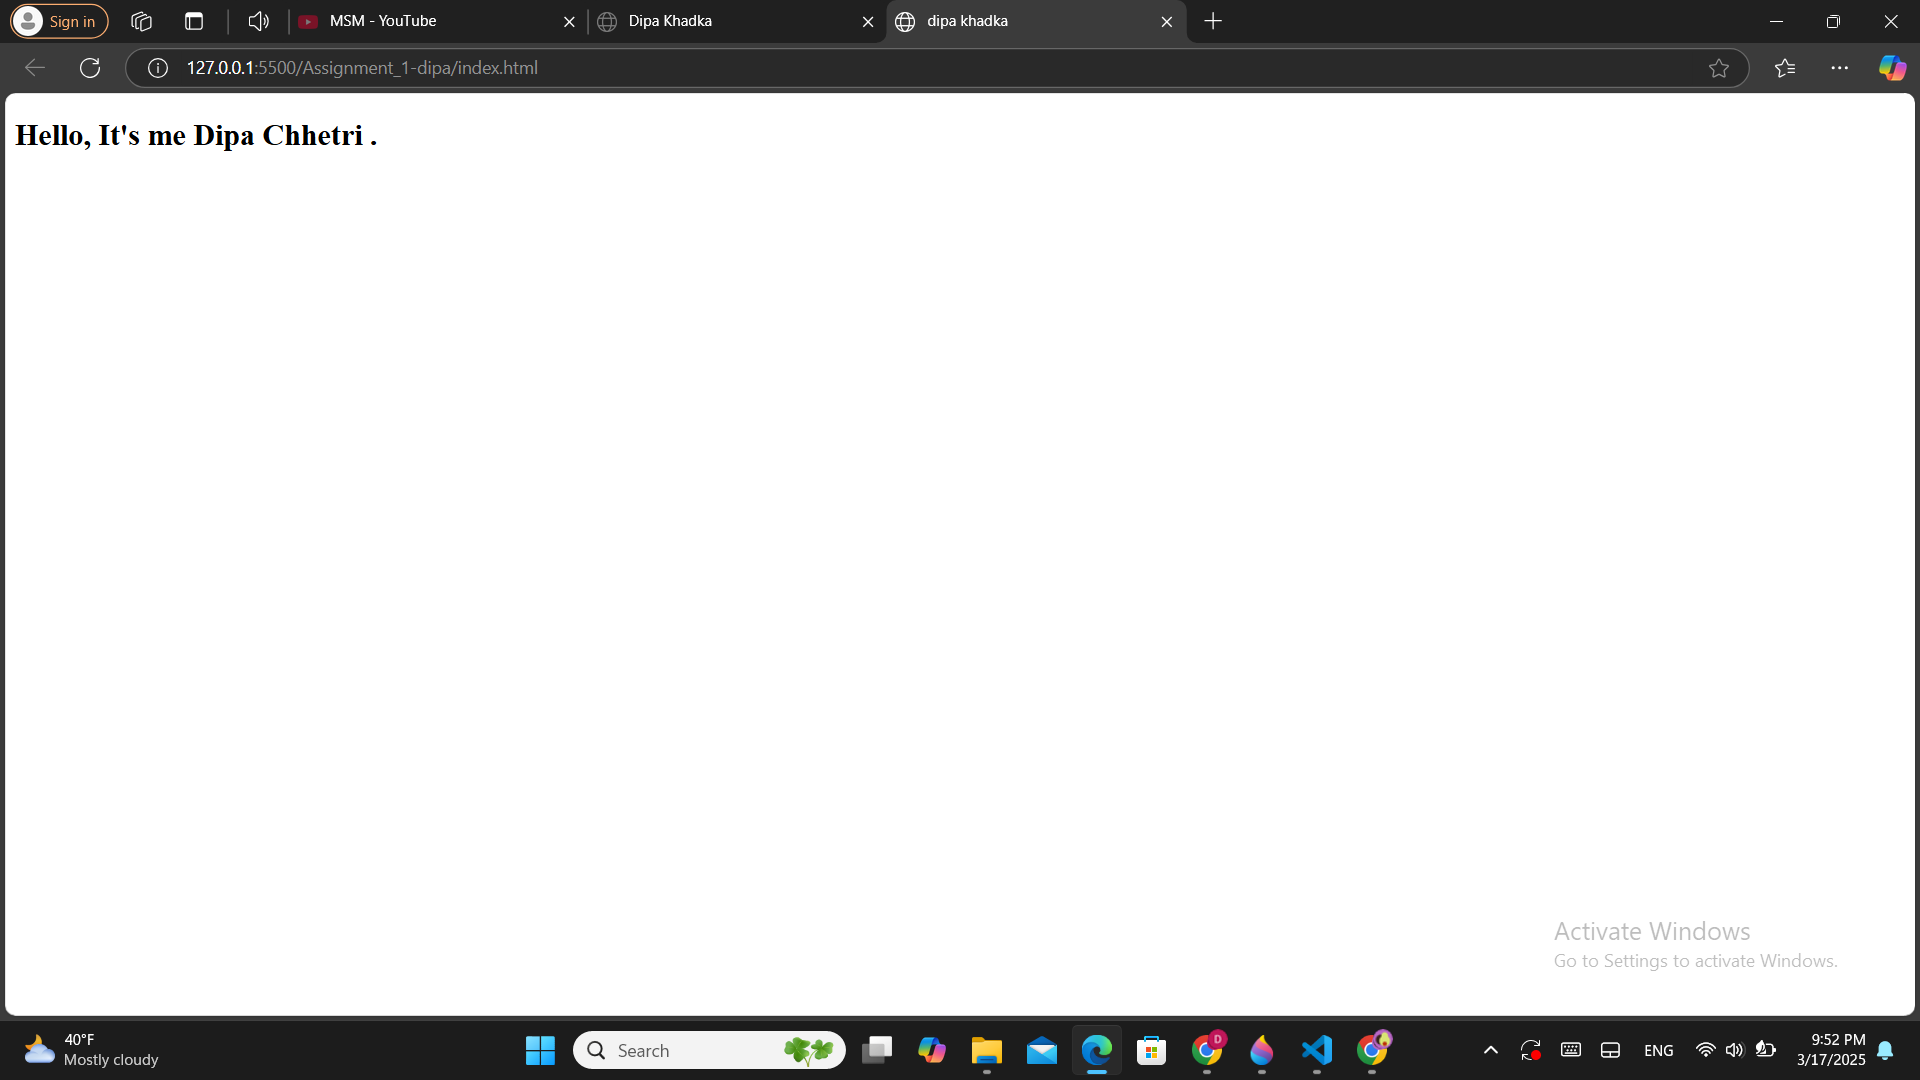 Sign in
MSM - YouTube
Dipa Khadka
dipa khadka
127.0.0.1:5500/Assignment_1-dipa/index.html
Hello, It's me Dipa Chhetri .
Activate Windows
Go to Settings to activate Windows.
40°F
Mostly cloudy
Search
D
ENG
9:52 PM
3/17/2025